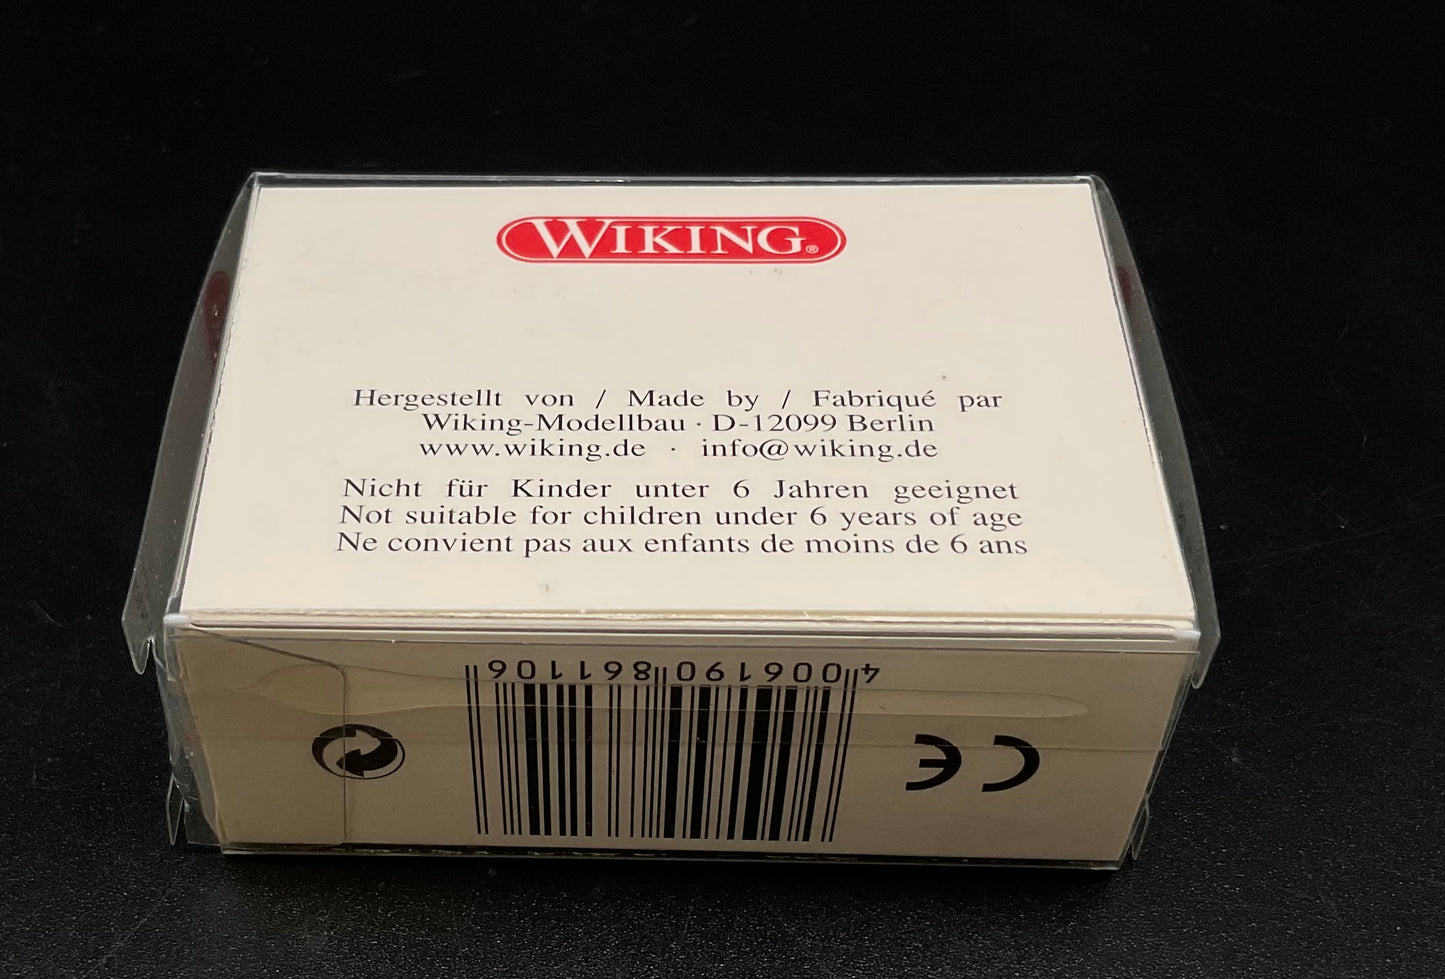 WIKING®
Hergestellt von / Made by / Fabriqué par
Wiking-Modellbau · D-12099 Berlin
www.wiking.de · info@wiking.de
Nicht für Kinder unter 6 Jahren geeignet
Not suitable for children under 6 years of age
Ne convient pas aux enfants de moins de 6 ans
4 006190 861106
CE